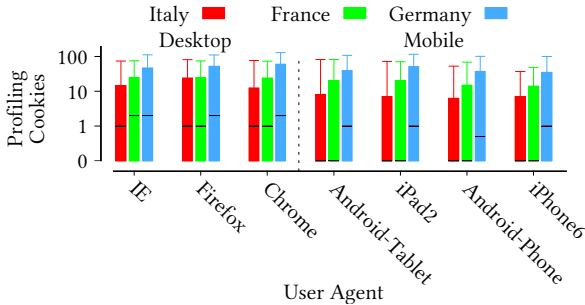 Italy France Germany
Desktop Mobile
Profiling
Cookies
100
10
1
0
IE
Firefox
Chrome
Android-Tablet
iPad2
Android-Phone
iPhone6
User Agent